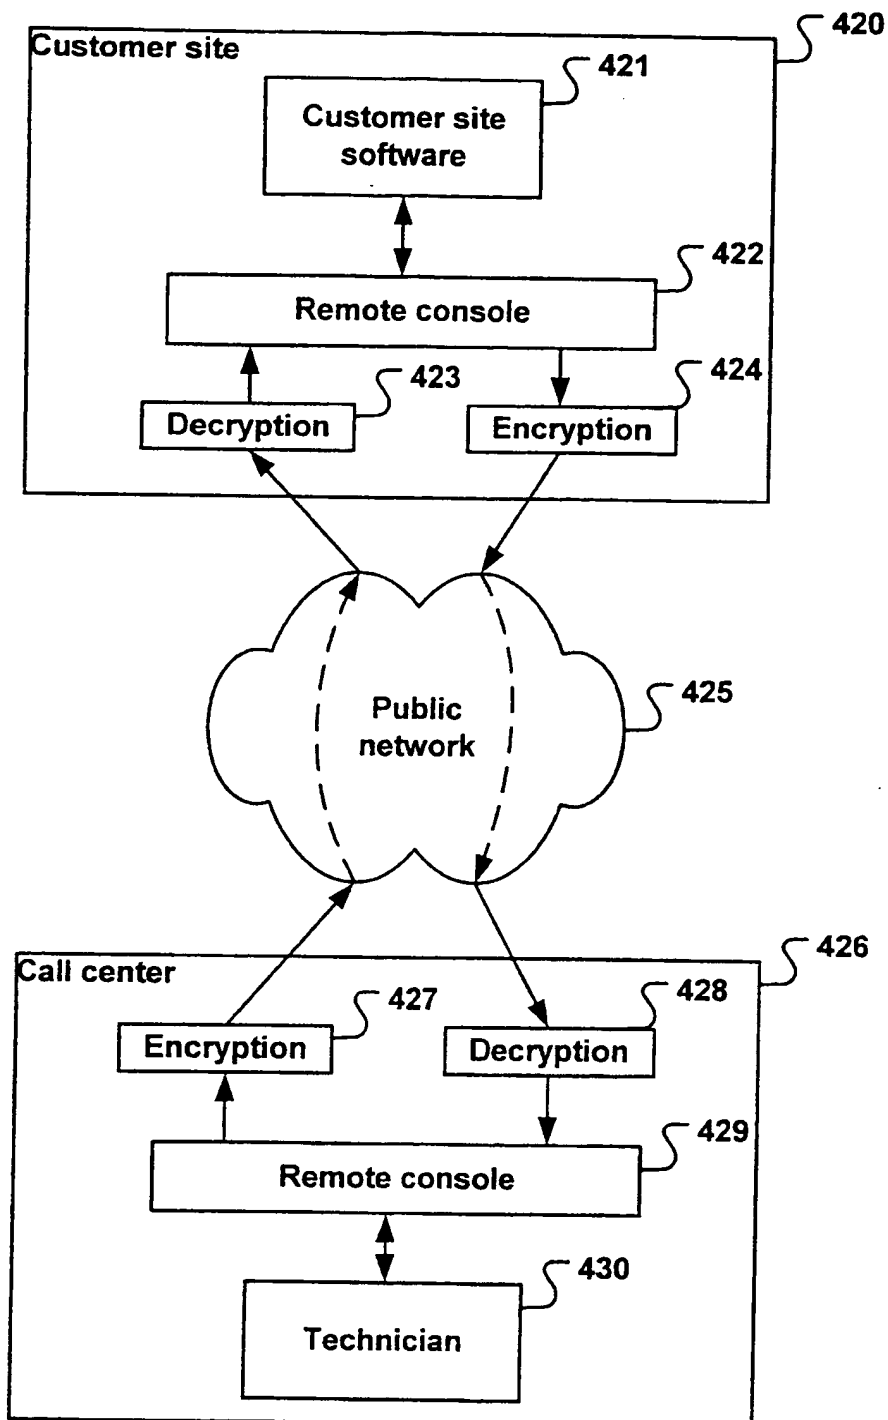 420
Customer site
421
Customer site
software
422
Remote console
423
424
Decryption
Encryption
425
Public
network
426
Call center
427
428
Encryption
Decryption
429
Remote console
430
Technician